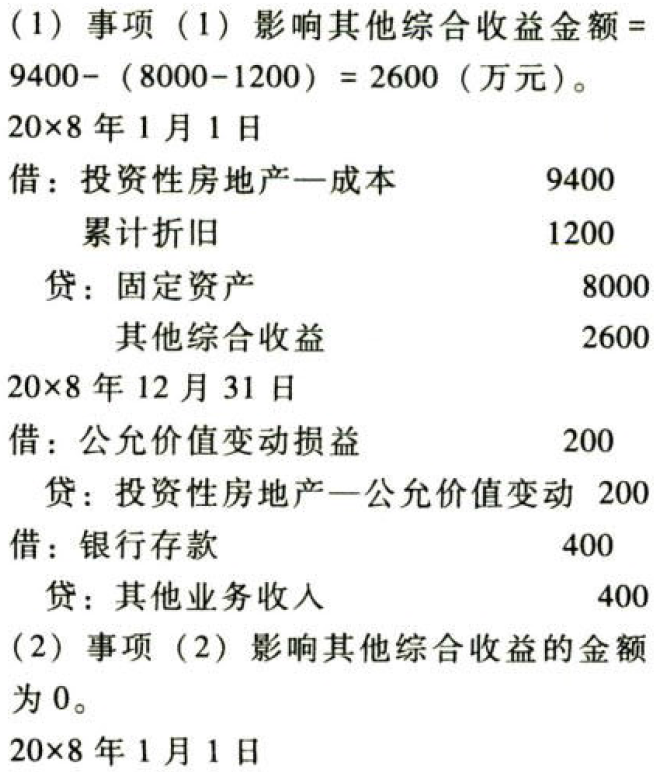 （1）事项（1）影响其他综合收益金额=
9400-（8000-1200）= 2600（万元）。
20×8 年 1 月 1 日
借：投资性房地产—成本 9400
累计折旧 1200
贷：固定资产 8000
其他综合收益 2600
20×8 年 12 月 31 日
借：公允价值变动损益 200
贷：投资性房地产—公允价值变动 200
借：银行存款 400
贷：其他业务收入 400
（2）事项（2）影响其他综合收益的金额
为 0。
20×8 年 1 月 1 日